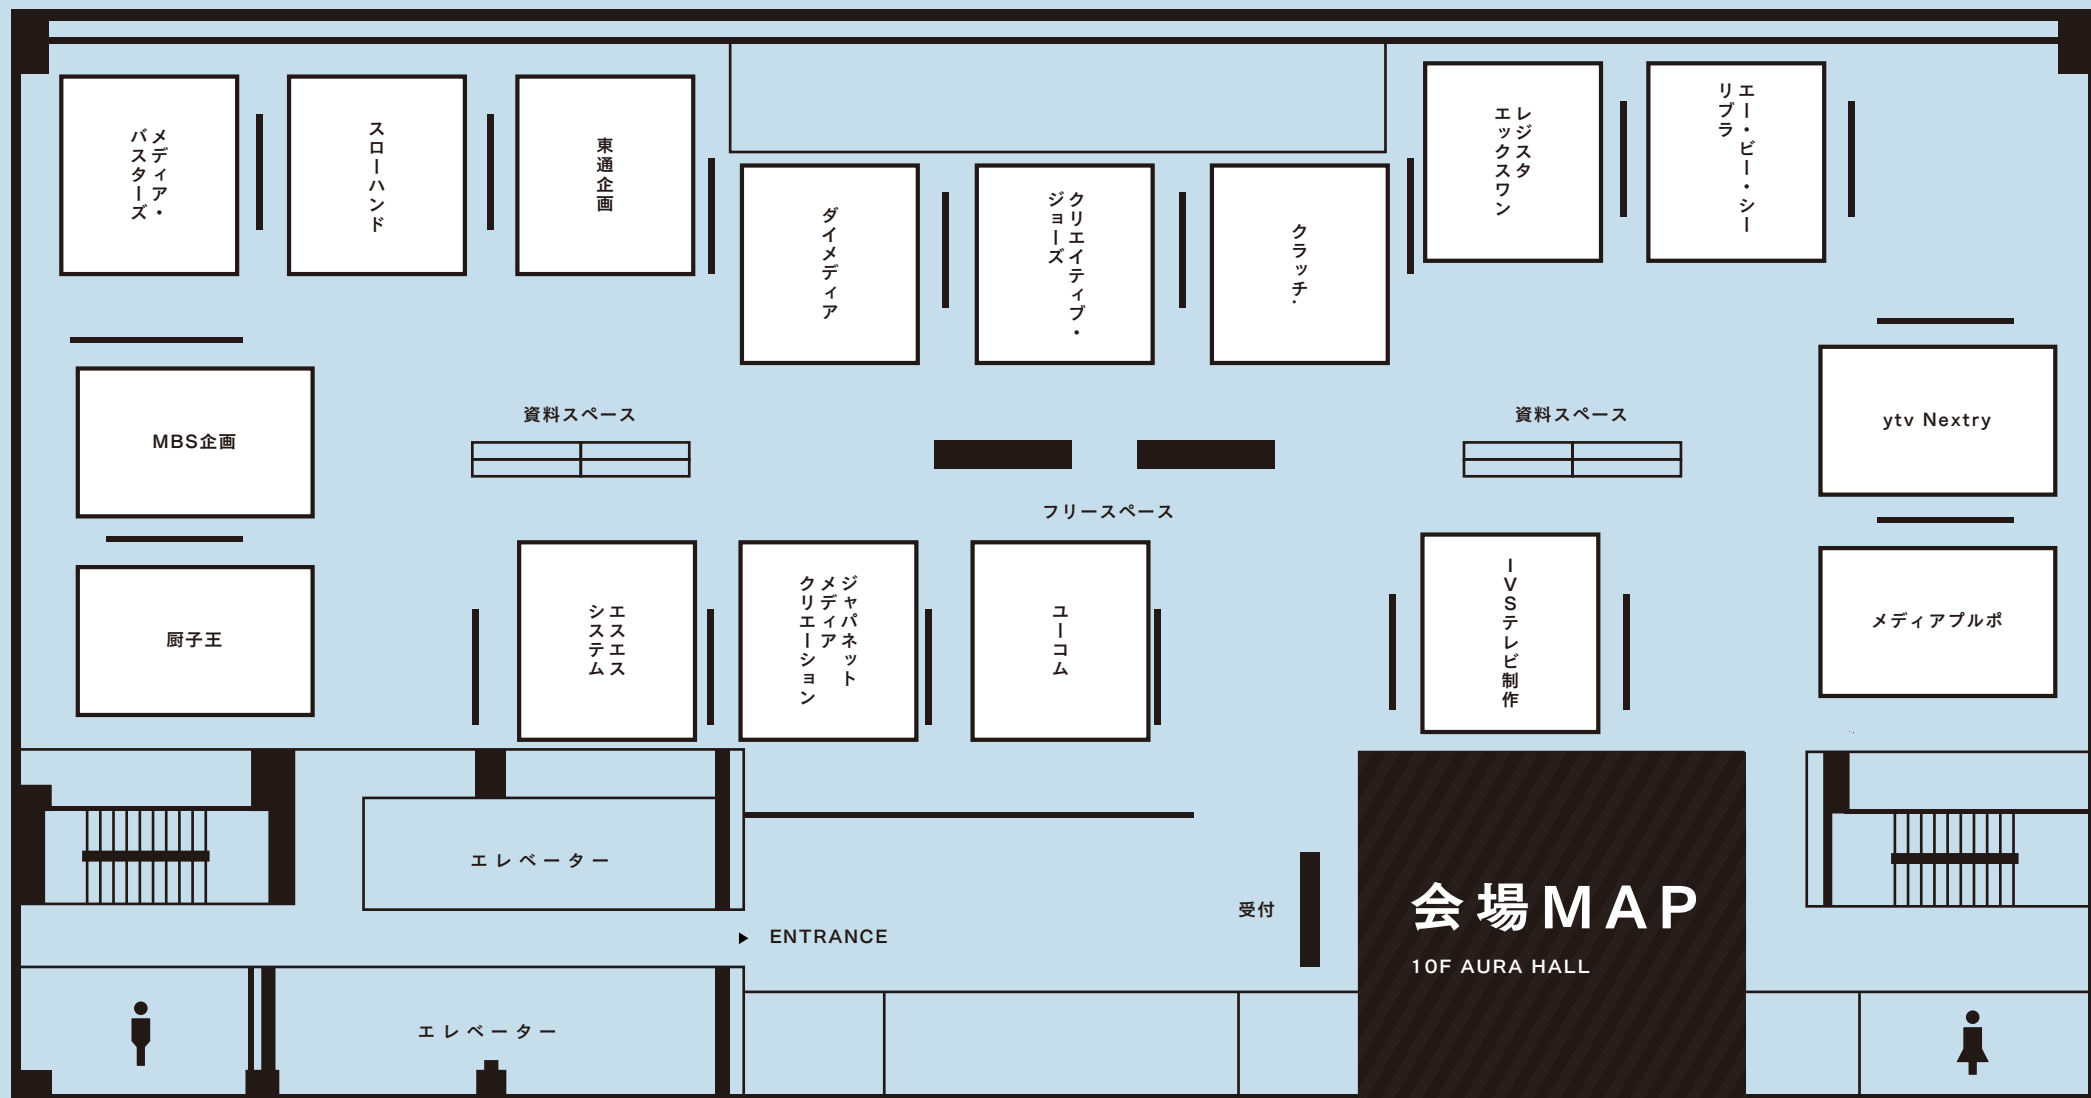 メディア・
バスターズ
スローハンド
東通企画
ダイメディア
クリエイティブ・
ジョーズ
クラッチ.
レジスタ
エックスワン
エー・ビー・シー
リブラ
MBS企画
資料スペース
資料スペース
ytv Nextry
フリースペース
厨子王
エスエス
システム
ジャパネット
メディア
クリエーション
ユーコム
IVSテレビ制作
メディアプルポ
エレベーター
受付
会場MAP
10F AURA HALL
ENTRANCE
エレベーター